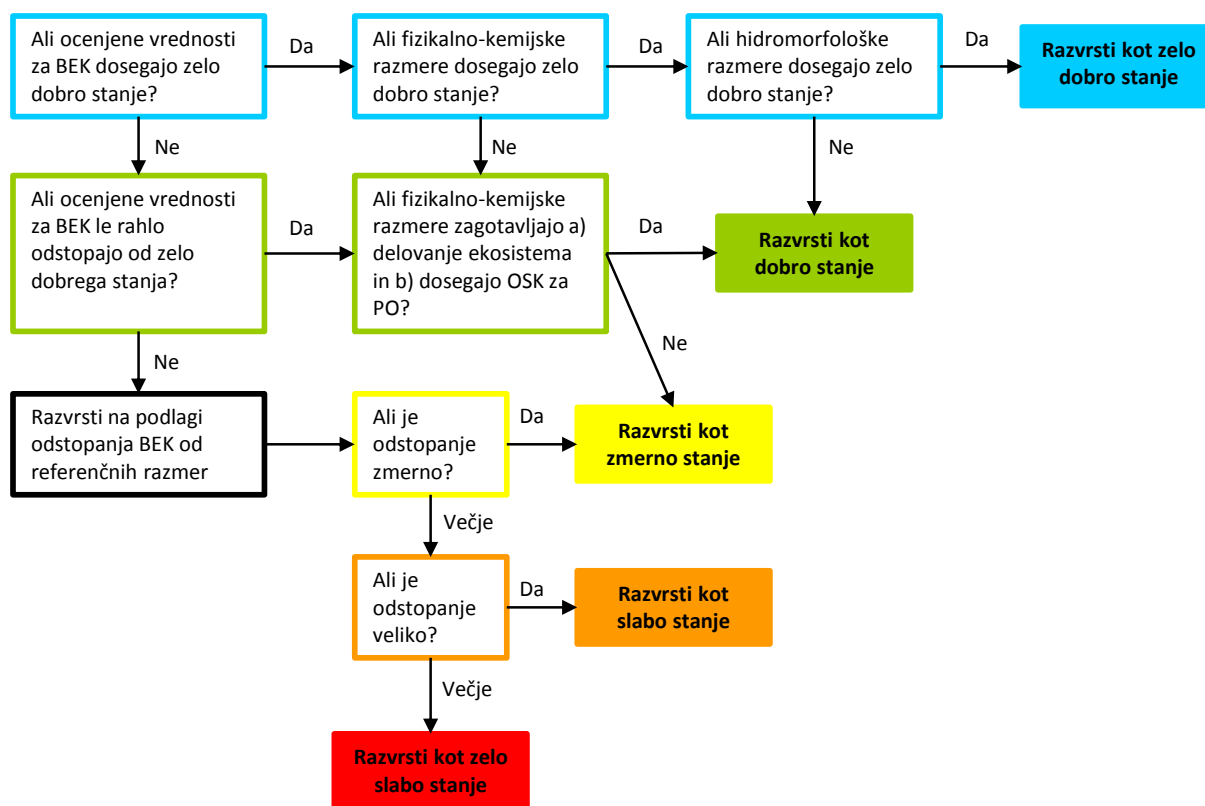 Ali ocenjene vrednosti
za BEK dosegajo zelo
dobro stanje?
Da
Ali fizikalno-kemijske
razmere dosegajo zelo
dobro stanje?
Da
Ali hidromorfološke
razmere dosegajo zelo
dobro stanje?
Da
Razvrsti kot zelo
dobro stanje
Ne
Ne
Ne
Ali ocenjene vrednosti
za BEK le rahlo
odstopajo od zelo
dobrega stanja?
Da
Ali fizikalno-kemijske
razmere zagotavljajo a)
delovanje ekosistema
in b) dosegajo OSK za
PO?
Da
Razvrsti kot
dobro stanje
Ne
Ne
Razvrsti na podlagi
odstopanja BEK od
referenčnih razmer
Ali je
odstopanje
zmerno?
Da
Razvrsti kot
zmerno stanje
Večje
Ali je
odstopanje
veliko?
Da
Razvrsti kot
slabo stanje
Večje
Razvrsti kot zelo
slabo stanje